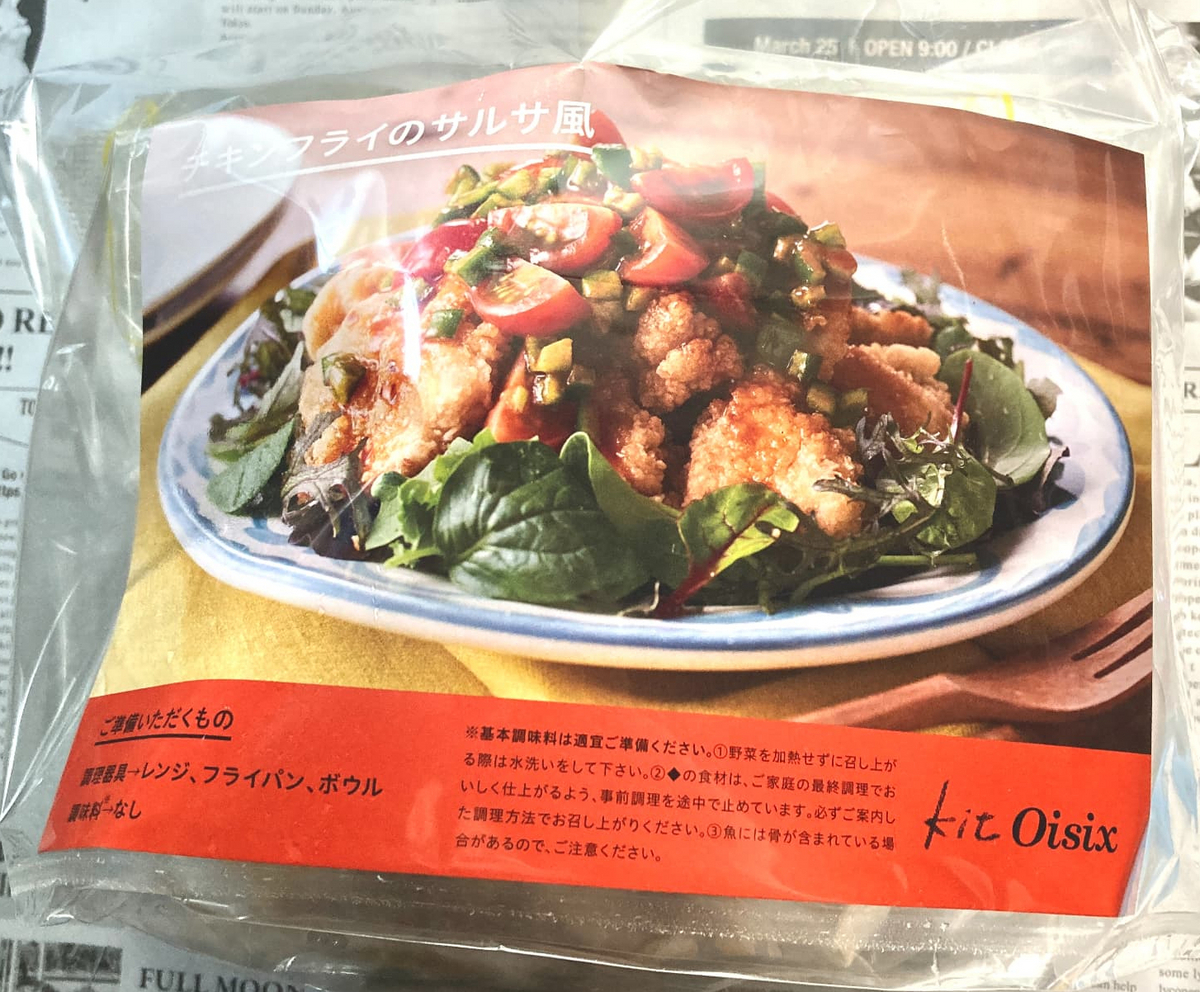 will start on Sunday,
Tokyo.
March 25 | OPEN 9:00 /
チキンフライのサルサ風
!!
TO
ご準備いただくもの
調理器具→レンジ、フライパン、ボウル
調味料※→なし
※基本調味料は適宜ご準備ください。①野菜を加熱せずに召し上が
る際は水洗いをして下さい。②◆の食材は、ご家庭の最終調理でお
いしく仕上がるよう、事前調理を途中で止めています。必ずご案内し
た調理方法でお召し上がりください。③魚には骨が含まれている場
合があるので、ご注意ください。
kit Oisix
FULL MOON
can help
some